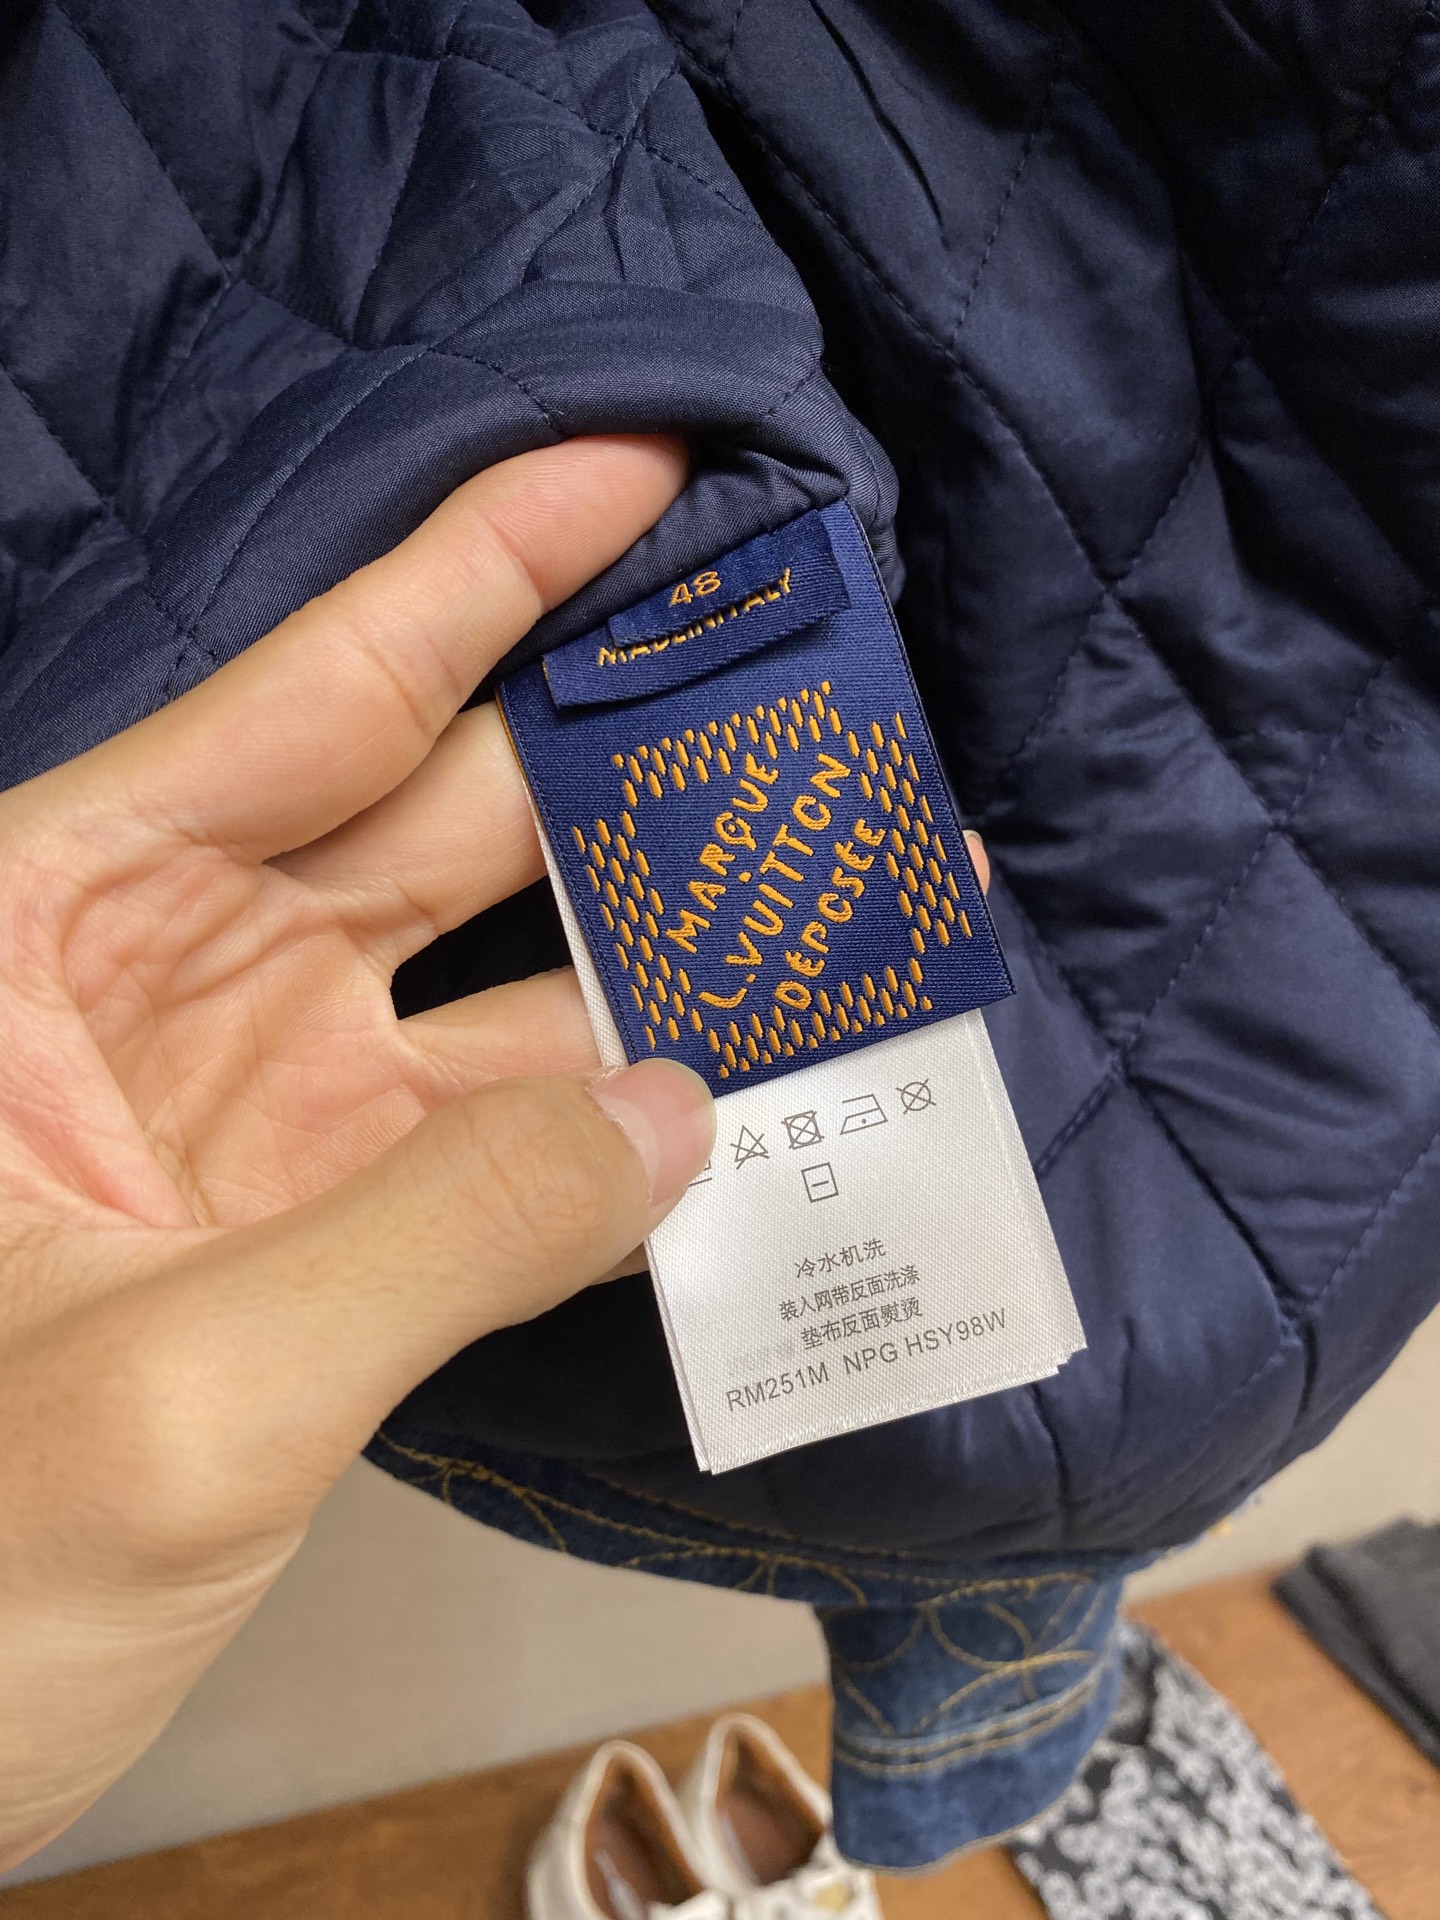 48
MADE IN ITALY
MARQUE
L.VUITTON
DEPOSEE
冷水机洗
装入网带反面洗涤
垫布反面熨烫
RM251M NPG HSY98W